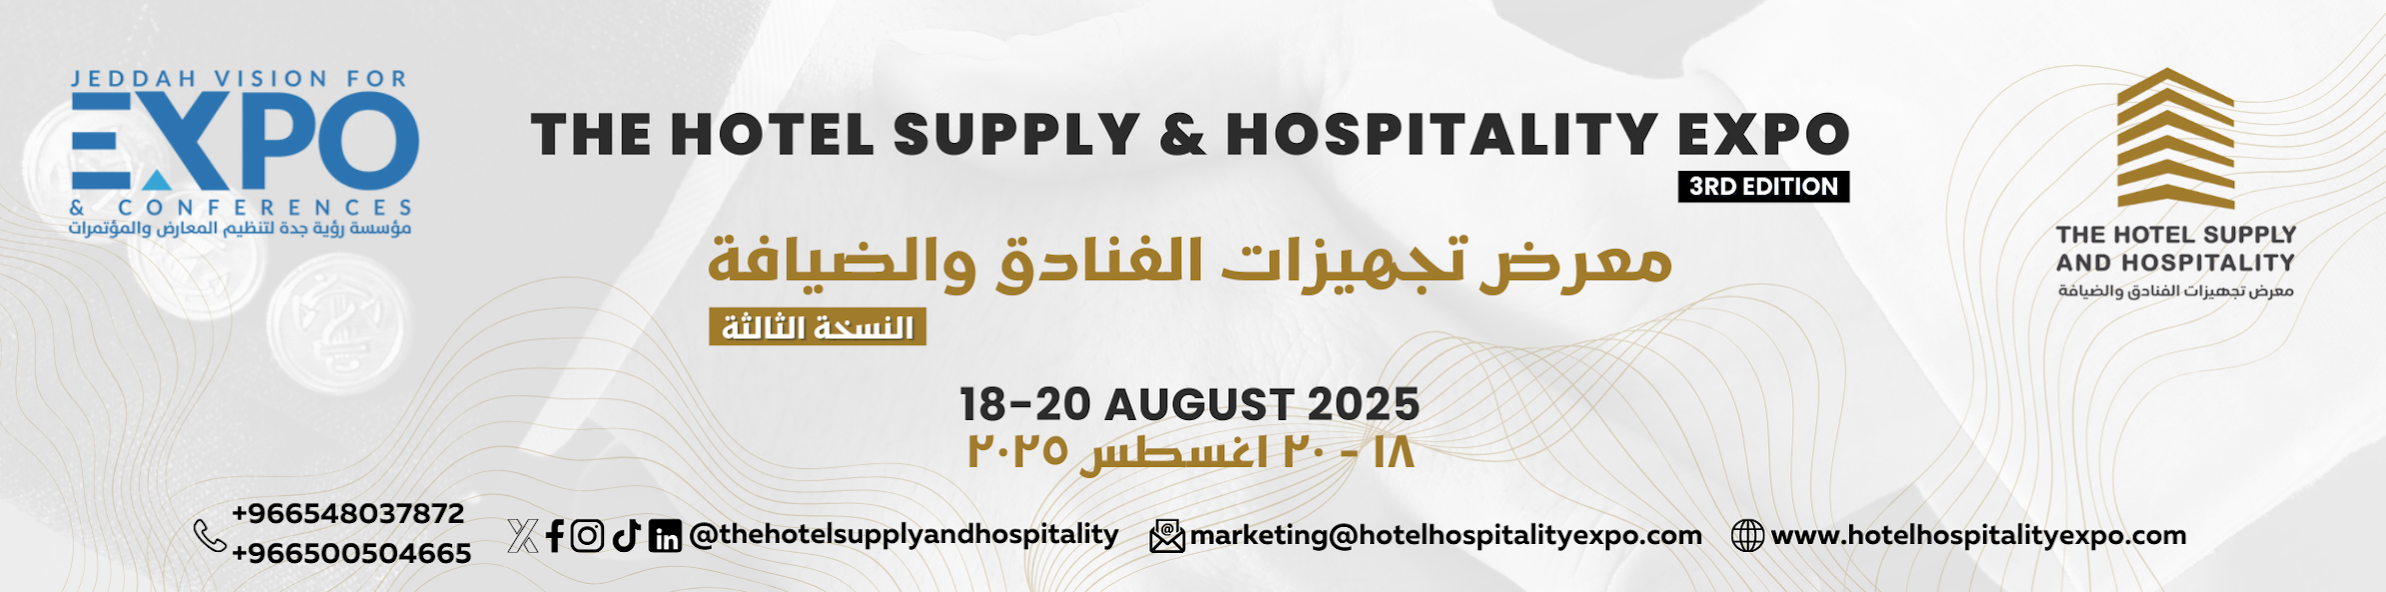 JEDDAH VISION FOR
EXPO
& CONFERENCES
مؤسسة رؤية جدة لتنظيم المعارض والمؤتمرات
THE HOTEL SUPPLY & HOSPITALITY EXPO
3RD EDITION
معرض تجهيزات الفنادق والضيافة
النسخة الثالثة
18-20 AUGUST 2025
١٨ - ٢٠ اغسطس ٢٠٢٥
THE HOTEL SUPPLY
AND HOSPITALITY
معرض تجهيزات الفنادق والضيافة
+966548037872
+966500504665
@thehotelsupplyandhospitality
marketing@hotelhospitalityexpo.com
www.hotelhospitalityexpo.com